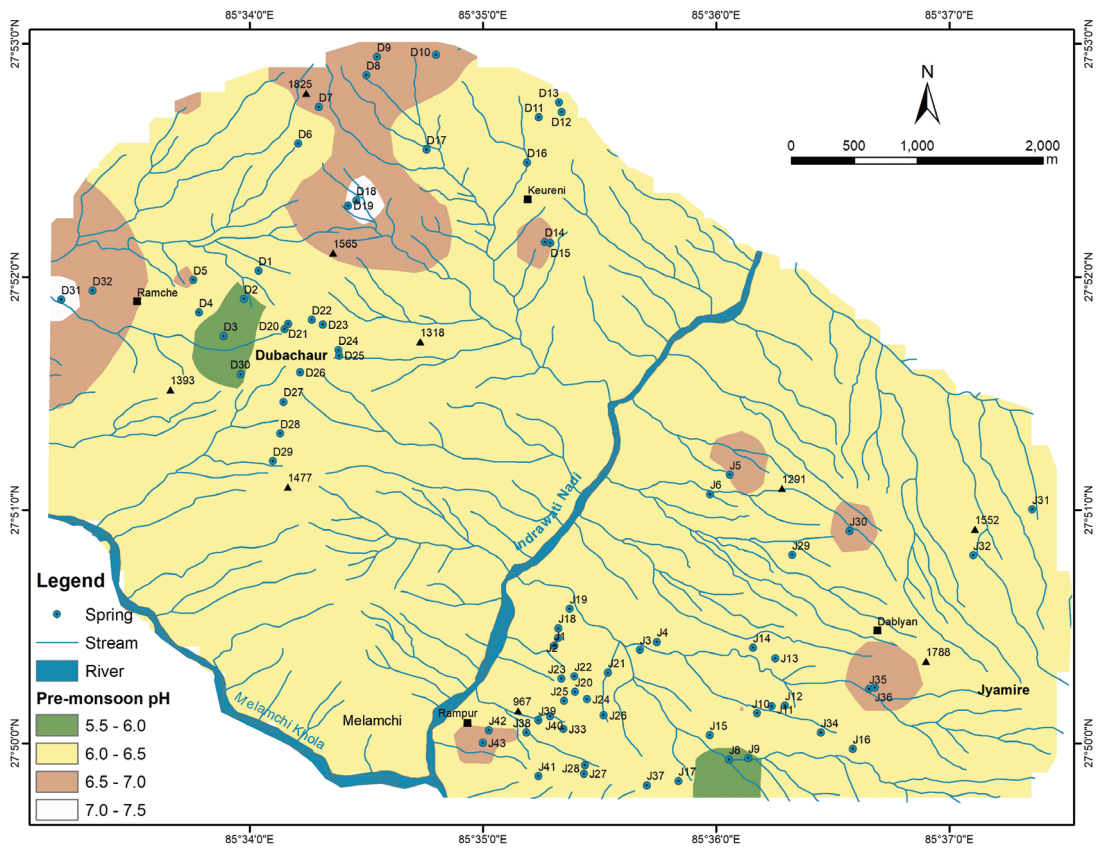 85°34'0"E 85°35'0"E 85°36'0"E 85°37'0"E
27°53'0"N 27°53'0"N
D9
D10
D8
1825
D7
D13
D11
D12
N
0 500 1,000 2,000
m
D6
D17
D16
Keureni
D18
D19
D14
D15
1565
27°52'0"N 27°52'0"N
D1
D5
D32
D31
Ramche
D2
D4
D22
D20
D21
D23
D3
1318
D24
Dubachaur
D25
D30
D26
1393
D27
D28
D29
1477
J5
J6
1291
J31
27°51'0"N 27°51'0"N
J30
1552
J29
J32
Indrawati Nadi
Legend
Spring
Stream
River
Pre-monsoon pH
5.5 - 6.0
6.0 - 6.5
6.5 - 7.0
7.0 - 7.5
J19
J18
J1
J2
J3
J4
J14
J13
Dablyan
1788
J23
J22
J21
J20
J25
J24
J26
J35
J36
Jyamire
J12
J10
J11
967
Rampur
J39
J38
J40
J33
J42
J43
J15
J34
J16
Melamchi
Melamchi Khola
27°50'0"N 27°50'0"N
J8
J9
J41
J28
J27
J37
J17
85°34'0"E 85°35'0"E 85°36'0"E 85°37'0"E